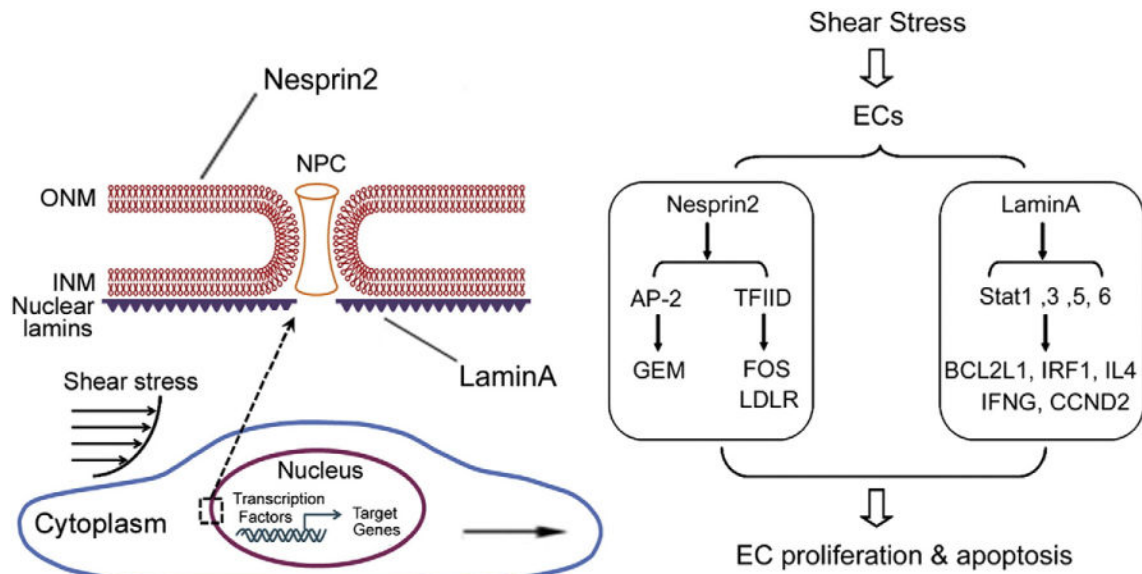 Nesprin2
NPC
ONM
INM
Nuclear
lamins
LaminA
Shear stress
Nucleus
Transcription
Factors
Target
Genes
Cytoplasm
Shear Stress
ECs
Nesprin2
AP-2 TFIID
GEM FOS
LDLR
LaminA
Stat1 ,3 ,5, 6
BCL2L1, IRF1, IL4
IFNG, CCND2
EC proliferation & apoptosis